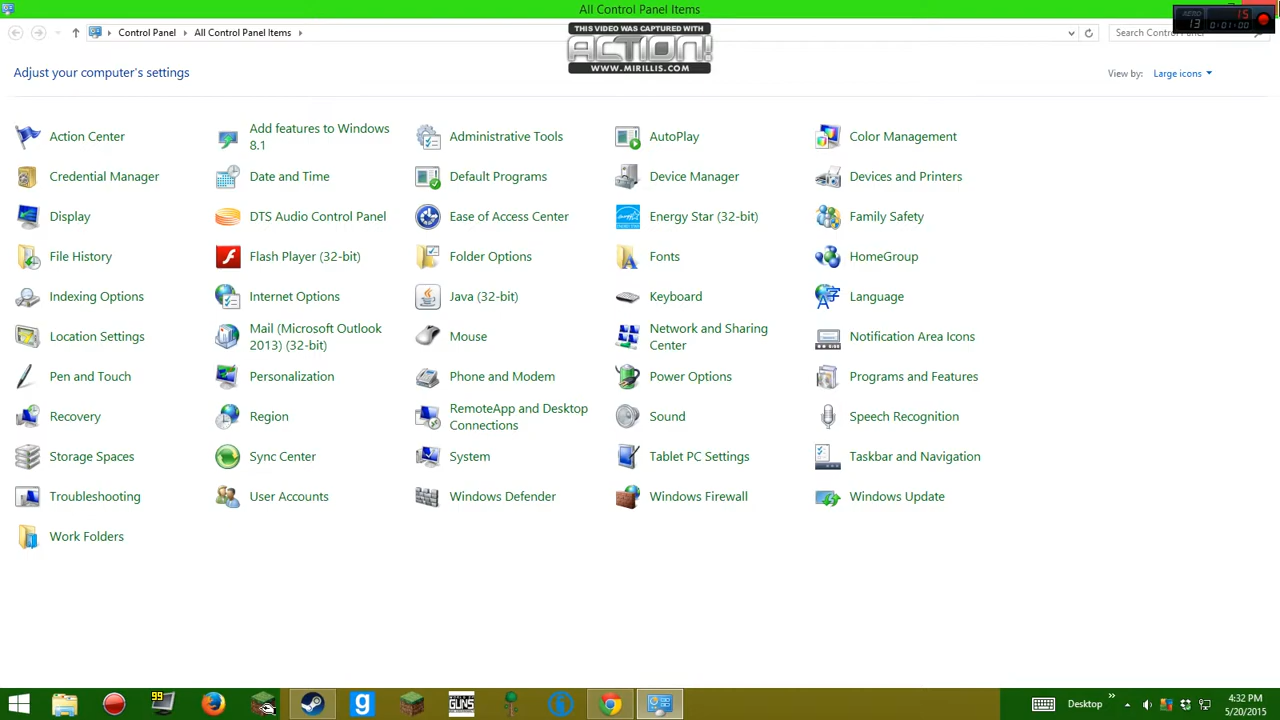 All Control Panel Items
Control Panel
All Control Panel Items
THIS VIDEO WAS CAPTURED WITH
ACTION!
WWW.MIRILLIS.COM
AERO
13
15
0:01:00
Adjust your computer's settings
View by:
Large icons
Action Center
Add features to Windows
8.1
Administrative Tools
AutoPlay
Color Management
Credential Manager
Date and Time
Default Programs
Device Manager
Devices and Printers
Display
DTS Audio Control Panel
Ease of Access Center
Energy Star (32-bit)
Family Safety
File History
Flash Player (32-bit)
Folder Options
Fonts
HomeGroup
Indexing Options
Internet Options
Java (32-bit)
Keyboard
Language
Location Settings
Mail (Microsoft Outlook
2013) (32-bit)
Mouse
Network and Sharing
Center
Notification Area Icons
Pen and Touch
Personalization
Phone and Modem
Power Options
Programs and Features
Recovery
Region
RemoteApp and Desktop
Connections
Sound
Speech Recognition
Storage Spaces
Sync Center
System
Tablet PC Settings
Taskbar and Navigation
Troubleshooting
User Accounts
Windows Defender
Windows Firewall
Windows Update
Work Folders
99
g
GUNS
Desktop
4:32 PM
5/20/2015